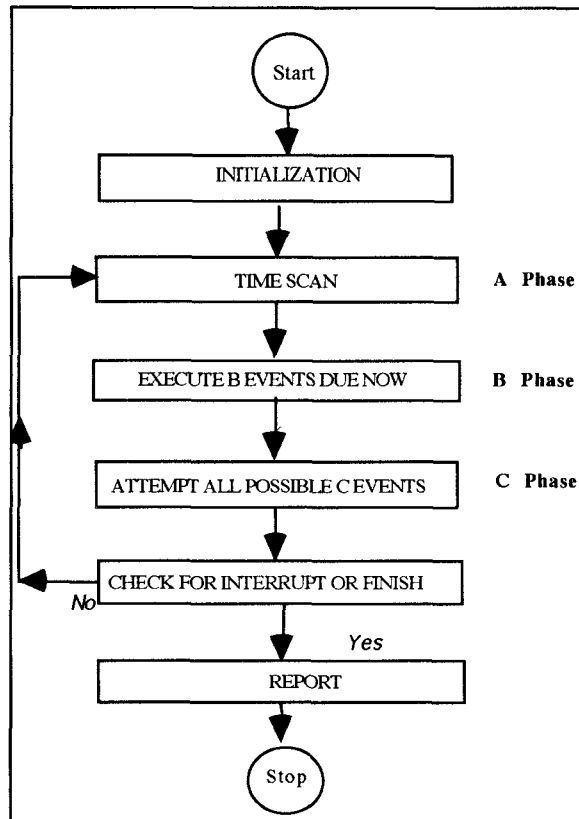 Start
INITIALIZATION
TIME SCAN
A Phase
EXECUTE B EVENTS DUE NOW
B Phase
ATTEMPT ALL POSSIBLE C EVENTS
C Phase
CHECK FOR INTERRUPT OR FINISH
No
Yes
REPORT
Stop